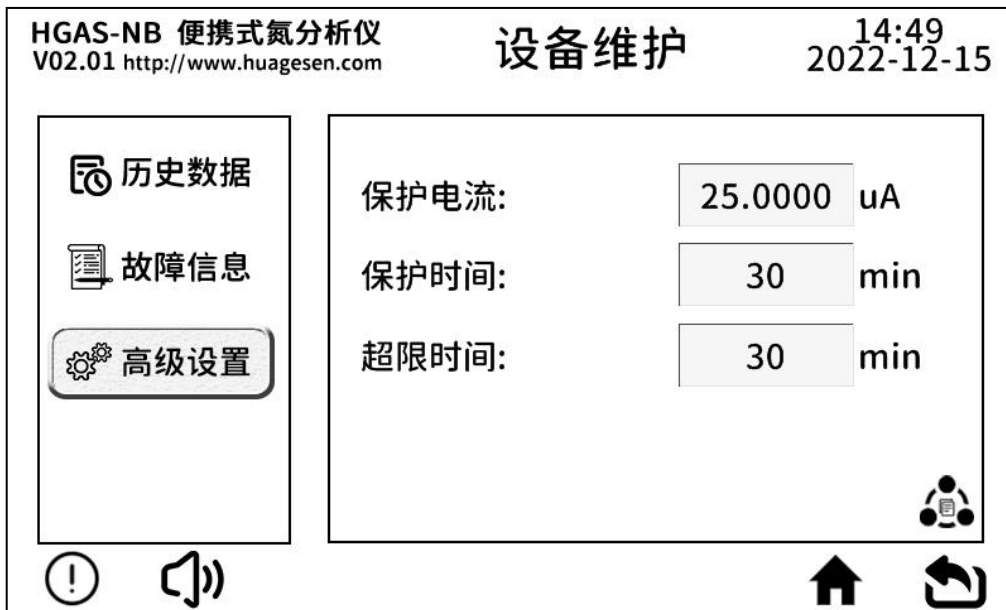 HGAS-NB 便携式氮分析仪
V02.01 http://www.huagesen.com
设备维护
14:49
2022-12-15
历史数据
故障信息
高级设置
保护电流: 25.0000 uA
保护时间: 30 min
超限时间: 30 min